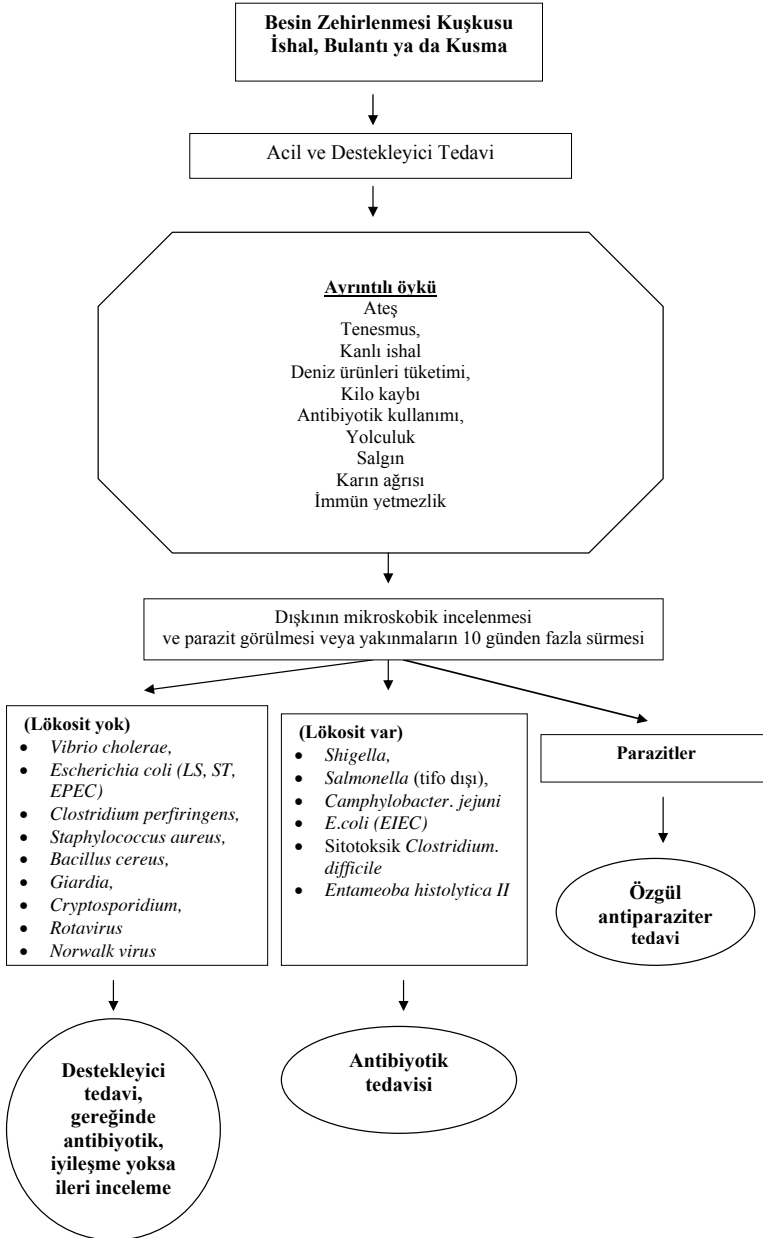 Besin Zehirlenmesi Kuşkusu
İshal, Bulantı ya da Kusma
Acil ve Destekleyici Tedavi
Ayrıntılı öykü
Ateş
Tenesmus,
Kanlı ishal
Deniz ürünleri tüketimi,
Kilo kaybı
Antibiyotik kullanımı,
Yolculuk
Salgın
Karın ağrısı
İmmün yetmezlik
Dışkının mikroskobik incelenmesi
ve parazit görülmesi veya yakınmaların 10 günden fazla sürmesi
(Lökosit yok)
• Vibrio cholerae,
• Escherichia coli (LS, ST,
EPEC)
• Clostridium perfiringens,
• Staphylococcus aureus,
• Bacillus cereus,
• Giardia,
• Cryptosporidium,
• Rotavirus
• Norwalk virus
Destekleyici
tedavi,
gereğinde
antibiyotik,
iyileşme yoksa
ileri inceleme
(Lökosit var)
• Shigella,
• Salmonella (tifo dışı),
• Camphylobacter. jejuni
• E.coli (EIEC)
• Sitotoksik Clostridium.
difficile
• Entameoba histolytica II
Antibiyotik
tedavisi
Parazitler
Özgül
antiparaziter
tedavi